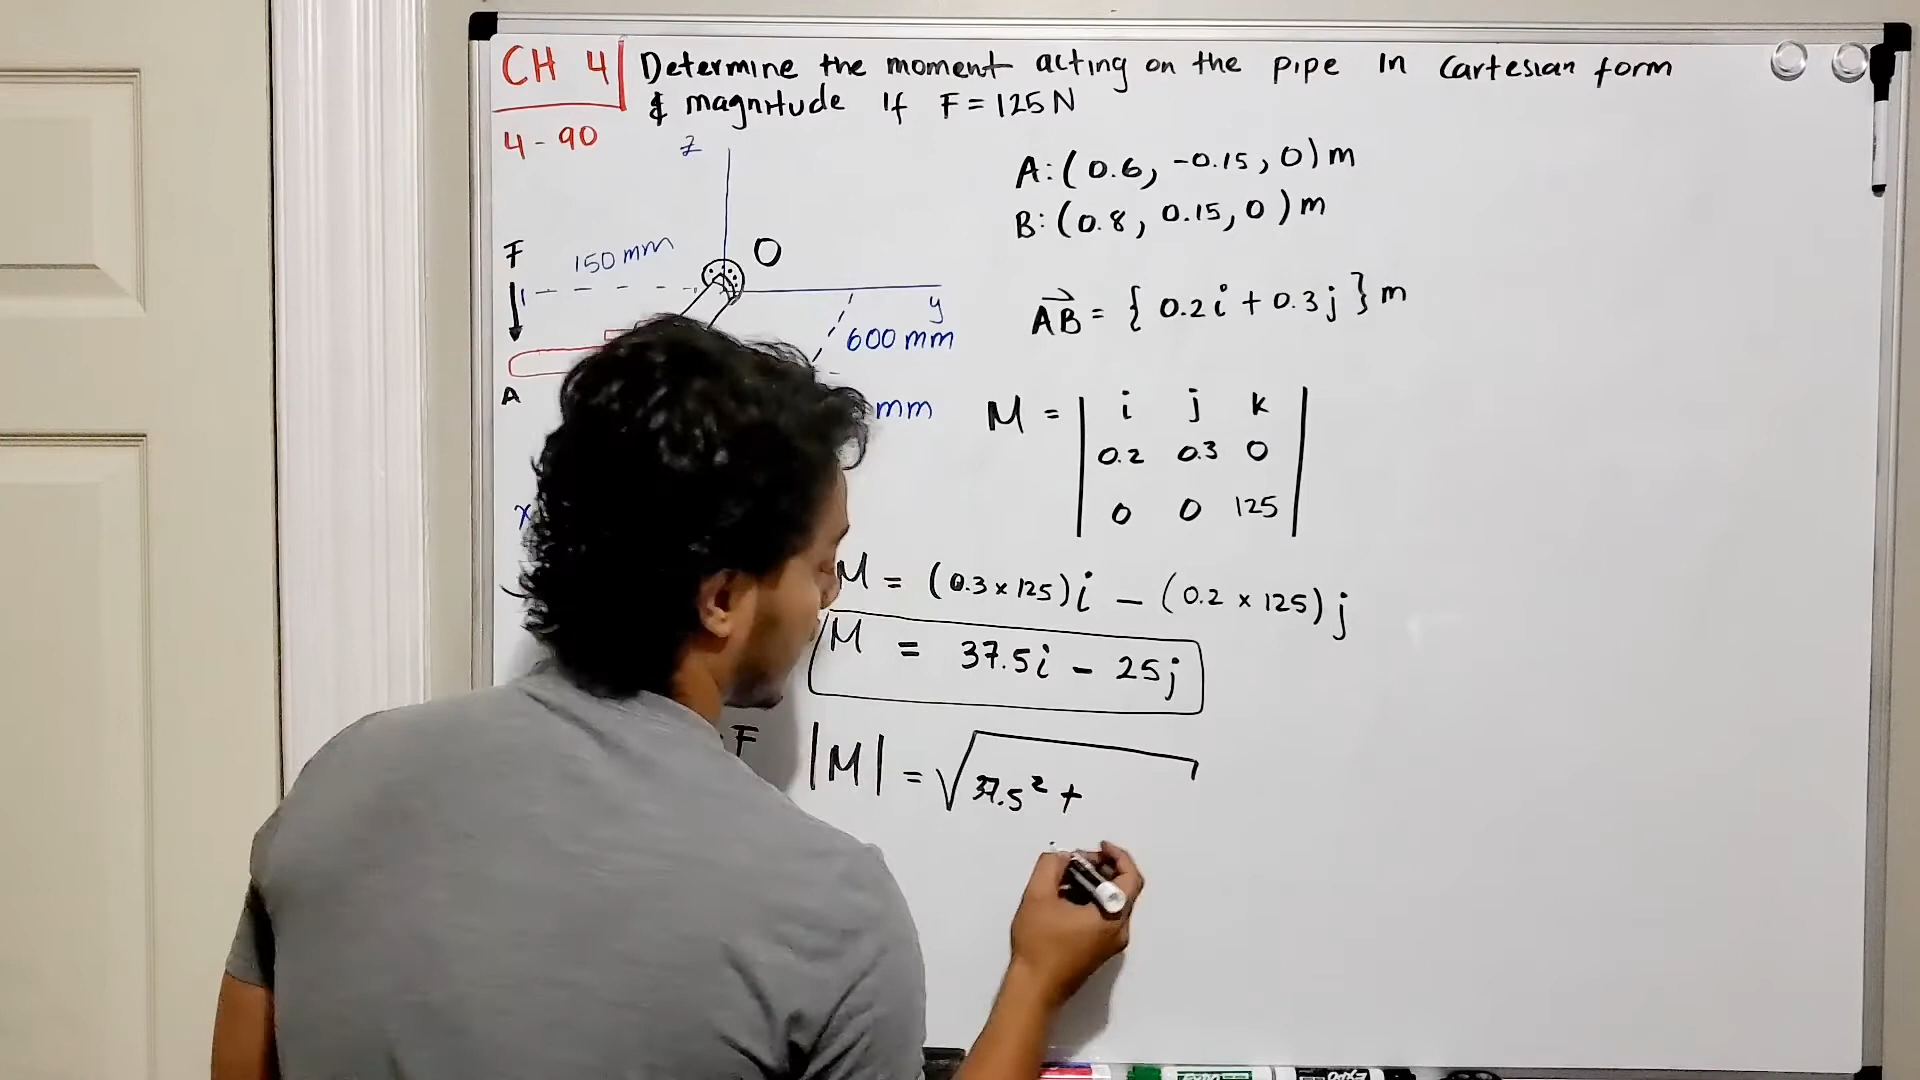 CH 4
Determine the moment acting on the pipe in Cartesian form
& magnitude if F = 125 N
4 - 90
z
A: (0.6, -0.15, 0) m
B: (0.8, 0.15, 0) m
F
150 mm
O
y
600 mm
A
mm
x
AB = { 0.2i + 0.3j } m
M = | i j k |
0.2 0.3 0
0 0 125
M = (0.3 × 125) i - (0.2 × 125) j
M = 37.5i - 25j
F
|M| = √37.5² +
EXPO